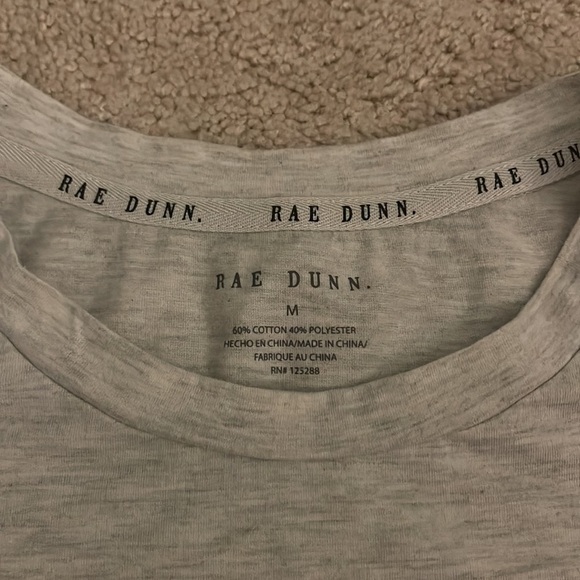 RAE DUNN. RAE DUNN. RAE DUN
RAE DUNN.
M
60% COTTON 40% POLYESTER
HECHO EN CHINA/MADE IN CHINA/
FABRIQUE AU CHINA
RN# 125288